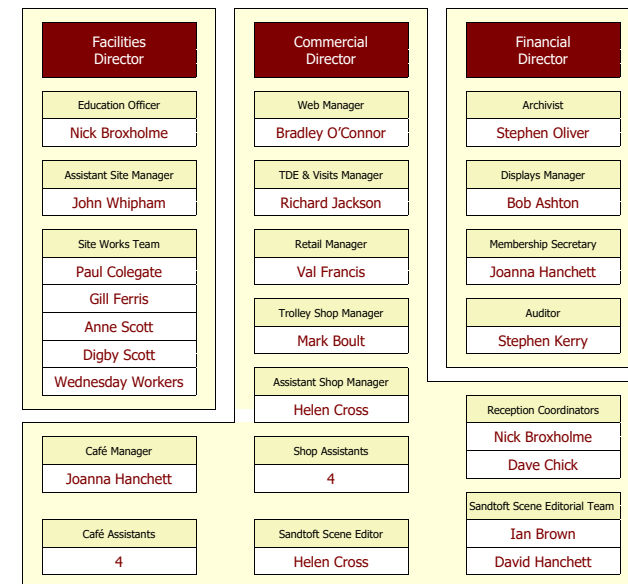 Facilities
Director
Education Officer
Nick Broxholme
Assistant Site Manager
John Whipham
Site Works Team
Paul Colegate
Gill Ferris
Anne Scott
Digby Scott
Wednesday Workers
Commercial
Director
Web Manager
Bradley O’Connor
TDE & Visits Manager
Richard Jackson
Retail Manager
Val Francis
Trolley Shop Manager
Mark Boult
Assistant Shop Manager
Helen Cross
Financial
Director
Archivist
Stephen Oliver
Displays Manager
Bob Ashton
Membership Secretary
Joanna Hanchett
Auditor
Stephen Kerry
Café Manager
Joanna Hanchett
Café Assistants
4
Shop Assistants
4
Sandtoft Scene Editor
Helen Cross
Reception Coordinators
Nick Broxholme
Dave Chick
Sandtoft Scene Editorial Team
Ian Brown
David Hanchett